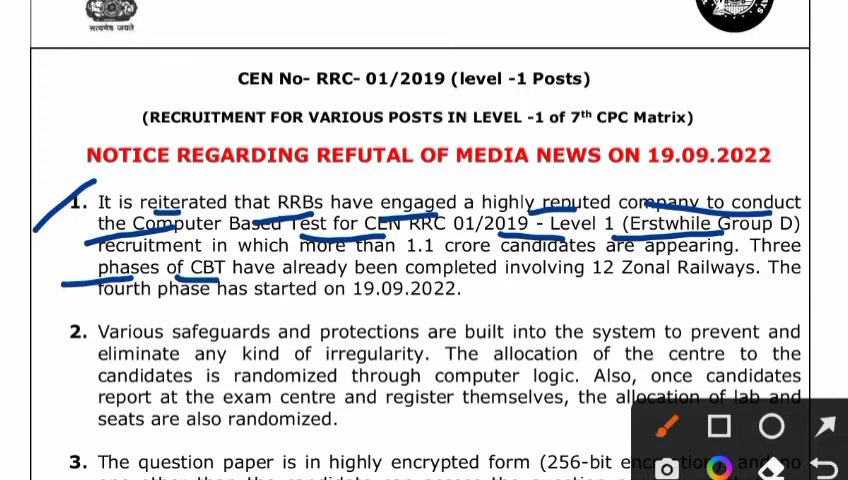 सत्यमेव जयते
CEN No- RRC- 01/2019 (level -1 Posts)
(RECRUITMENT FOR VARIOUS POSTS IN LEVEL -1 of 7th CPC Matrix)
NOTICE REGARDING REFUTAL OF MEDIA NEWS ON 19.09.2022
1. It is reiterated that RRBs have engaged a highly reputed company to conduct
the Computer Based Test for CEN RRC 01/2019 - Level 1 (Erstwhile Group D)
recruitment in which more than 1.1 crore candidates are appearing. Three
phases of CBT have already been completed involving 12 Zonal Railways. The
fourth phase has started on 19.09.2022.
2. Various safeguards and protections are built into the system to prevent and
eliminate any kind of irregularity. The allocation of the centre to the
candidates is randomized through computer logic. Also, once candidates
report at the exam centre and register themselves, the allocation of lab and
seats are also randomized.
3. The question paper is in highly encrypted form (256-bit encryption) and no